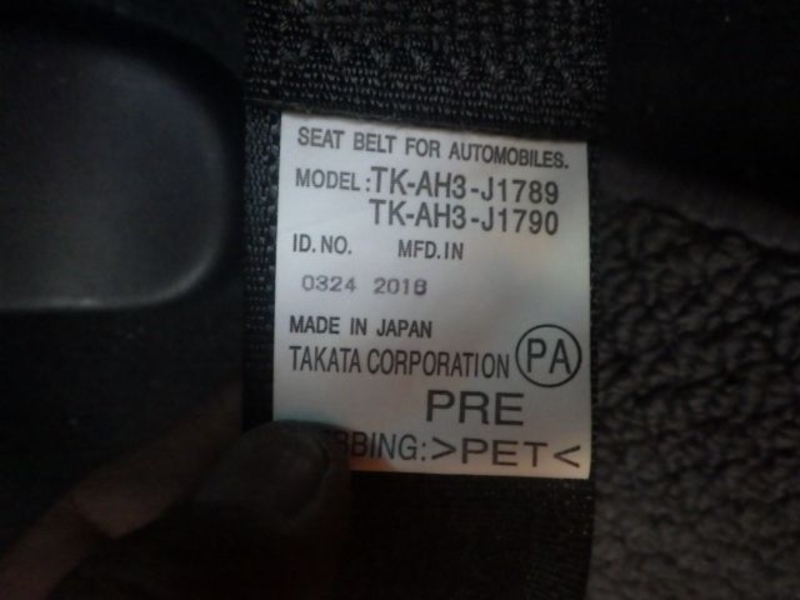 SEAT BELT FOR AUTOMOBILES.
MODEL:TK-AH3-J1789
TK-AH3-J1790
ID.NO. MFD.IN
0324 2018
MADE IN JAPAN
TAKATA CORPORATION PA
PRE
BBING:>PET<